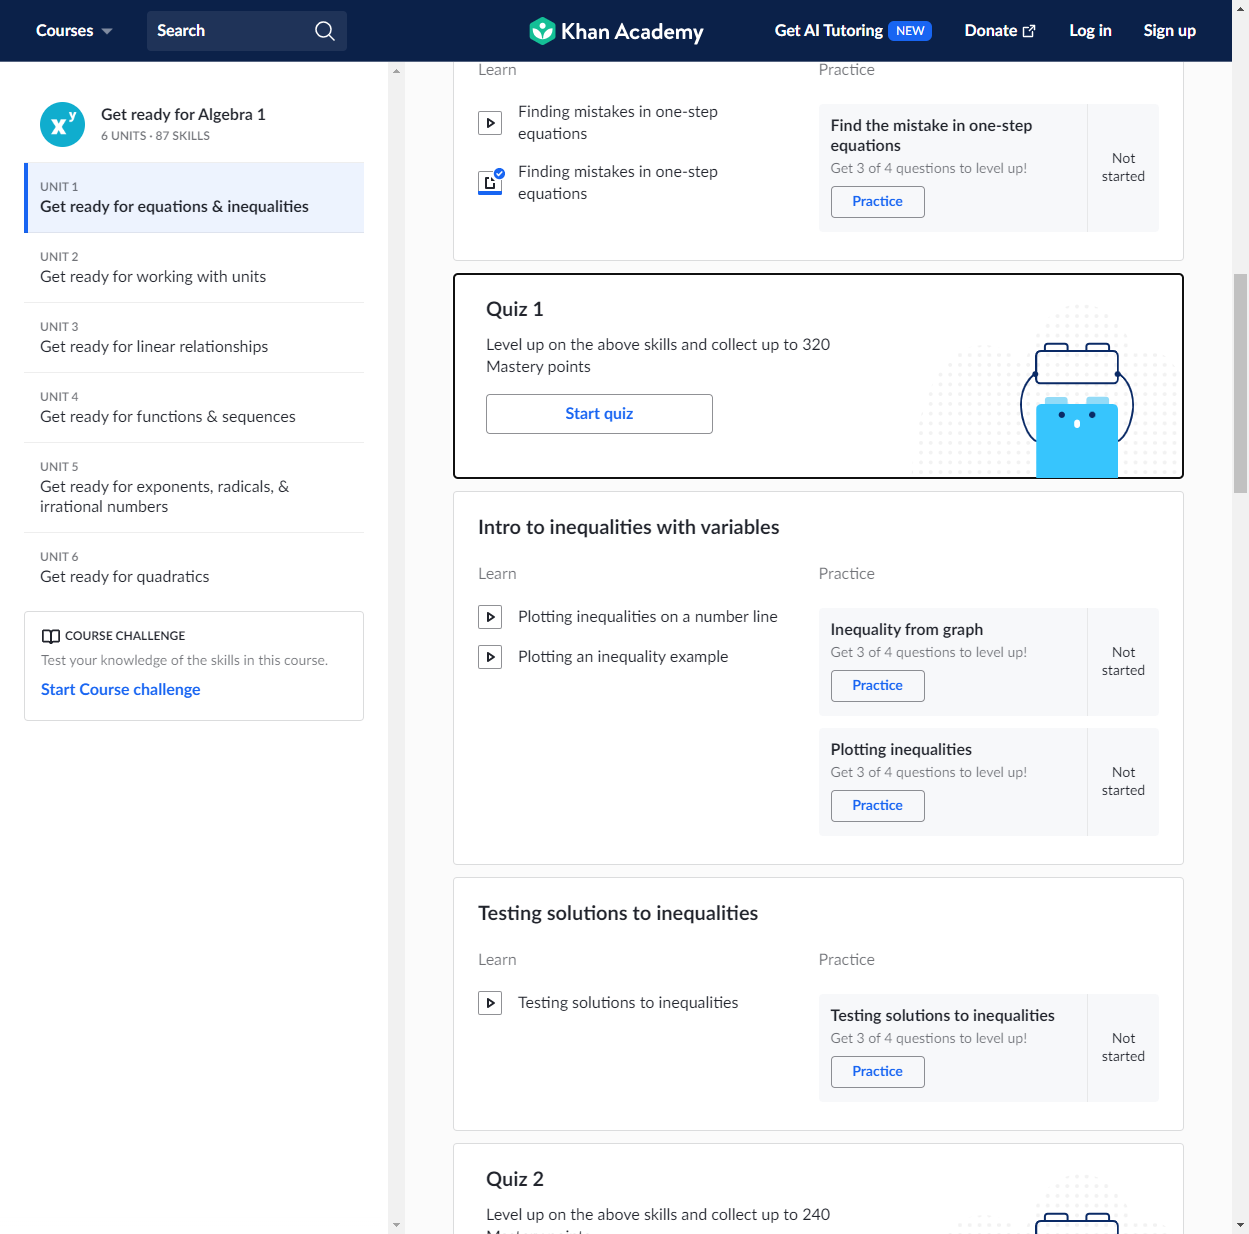 Courses
Search
Khan Academy
Get AI Tutoring NEW
Donate
Log in
Sign up
Get ready for Algebra 1
6 UNITS · 87 SKILLS
UNIT 1
Get ready for equations & inequalities
UNIT 2
Get ready for working with units
UNIT 3
Get ready for linear relationships
UNIT 4
Get ready for functions & sequences
UNIT 5
Get ready for exponents, radicals, &
irrational numbers
UNIT 6
Get ready for quadratics
COURSE CHALLENGE
Test your knowledge of the skills in this course.
Start Course challenge
Learn
Finding mistakes in one-step
equations
Finding mistakes in one-step
equations
Practice
Find the mistake in one-step
equations
Get 3 of 4 questions to level up!
Practice
Not
started
Quiz 1
Level up on the above skills and collect up to 320
Mastery points
Start quiz
Intro to inequalities with variables
Learn
Plotting inequalities on a number line
Plotting an inequality example
Practice
Inequality from graph
Get 3 of 4 questions to level up!
Practice
Not
started
Plotting inequalities
Get 3 of 4 questions to level up!
Practice
Not
started
Testing solutions to inequalities
Learn
Testing solutions to inequalities
Practice
Testing solutions to inequalities
Get 3 of 4 questions to level up!
Practice
Not
started
Quiz 2
Level up on the above skills and collect up to 240